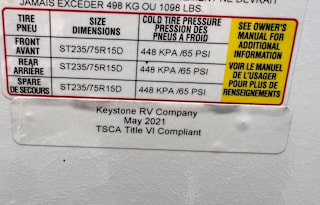 JAMAIS EXCÉDER 498 KG OU 1098 LBS.
TIRE
PNEU
SIZE
DIMENSIONS
COLD TIRE PRESSURE
PRESSION DES
PNEUS A FROID
SEE OWNER'S
MANUAL FOR
ADDITIONAL
INFORMATION
VOIR LE MANUEL
DE L'USAGER
POUR PLUS DE
RENSEIGNEMENTS
FRONT
AVANT
ST235/75R15D
448 KPA /65 PSI
REAR
ARRIÈRE
ST235/75R15D
448 KPA /65 PSI
SPARE
DE SECOURS
ST235/75R15D
448 KPA /65 PSI
Keystone RV Company
May 2021
TSCA Title VI Compliant